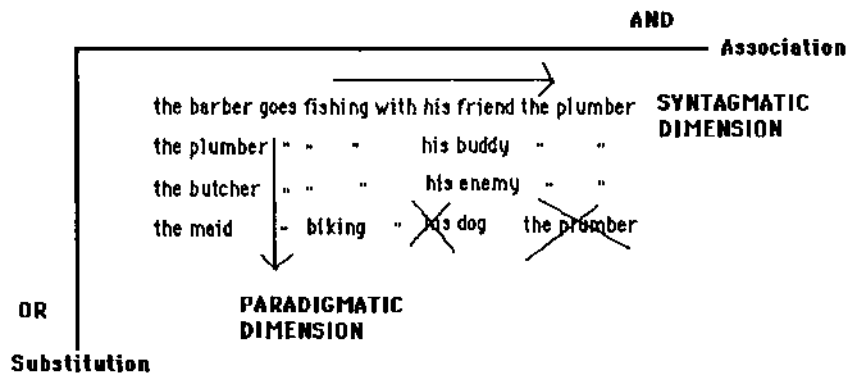 AND
Association
the barber goes fishing with his friend the plumber
SYNTAGMATIC
DIMENSION
the plumber " " " his buddy " "
the butcher " " " his enemy " "
the maid " biking " his dog the plumber
OR
PARADIGMATIC
DIMENSION
Substitution